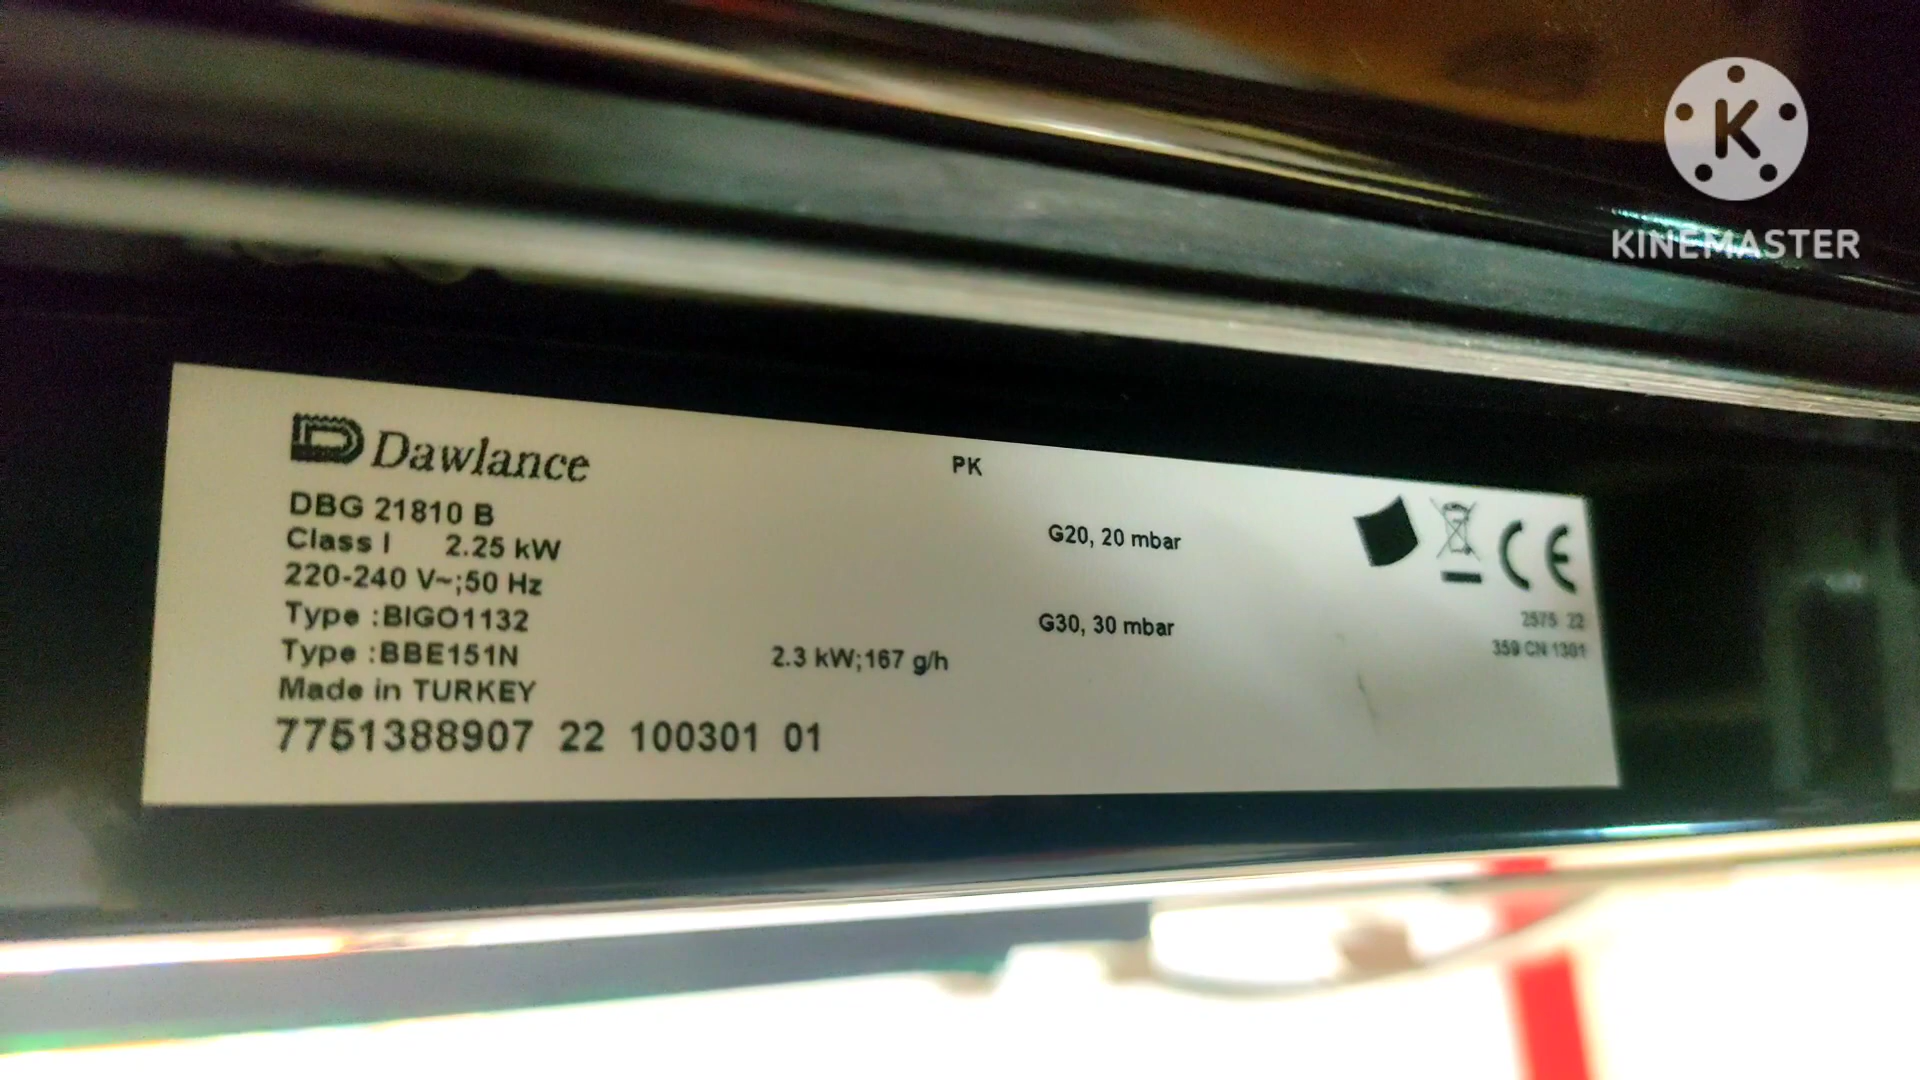 KINEMASTER
Dawlance
PK
DBG 21810 B
Class I 2.25 kW
G20, 20 mbar
220-240 V~;50 Hz
Type :BIGO1132
G30, 30 mbar
2575 22
Type :BBE151N
2.3 kW;167 g/h
359 CN 1301
Made in TURKEY
7751388907 22 100301 01